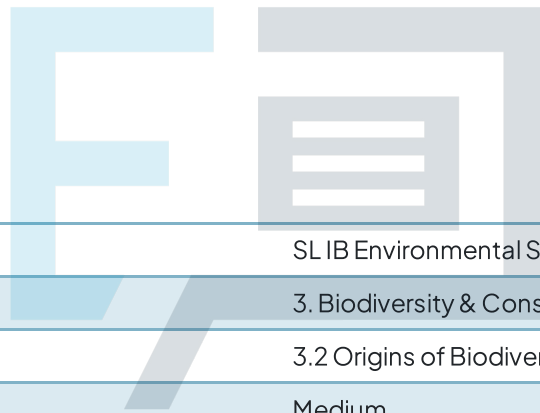 SL IB Environmental S
3. Biodiversity & Cons
3.2 Origins of Biodiver
Medium